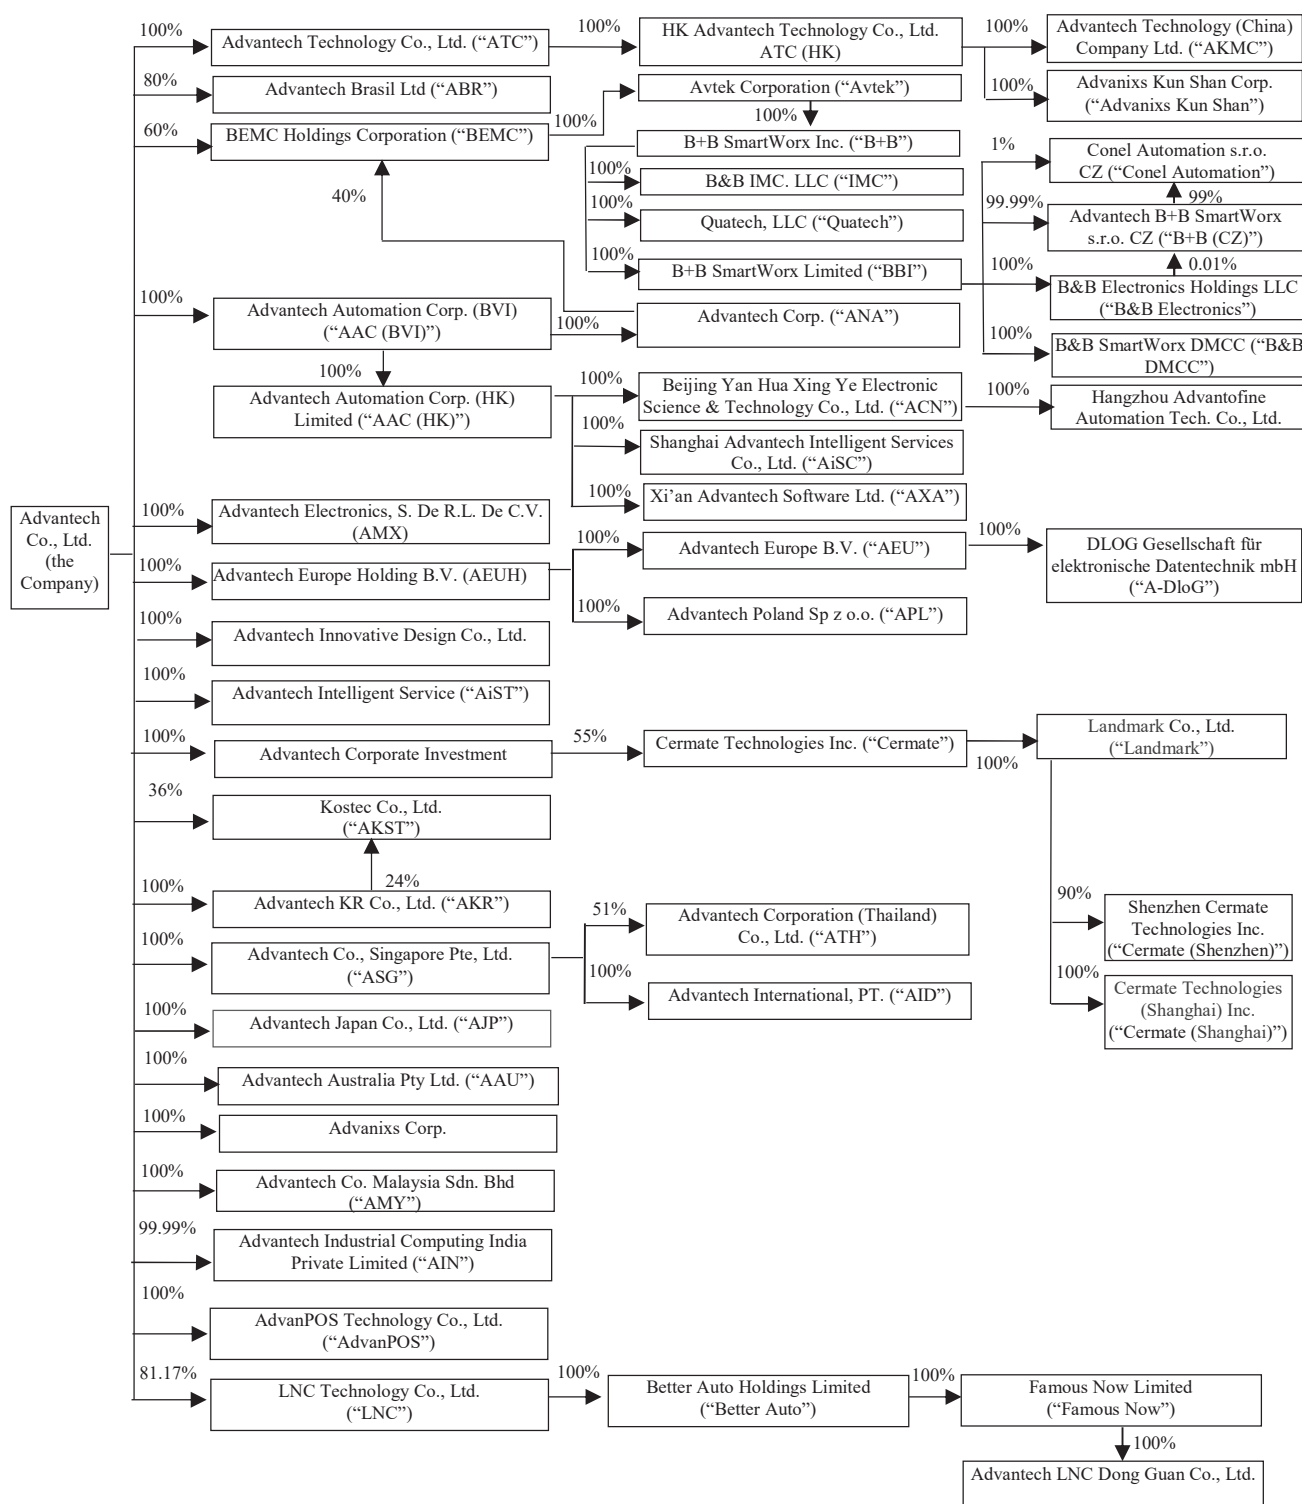 100%
Advantech Technology Co., Ltd. (“ATC”)
100%
HK Advantech Technology Co., Ltd.
ATC (HK)
100%
Advantech Technology (China)
Company Ltd. (“AKMC”)
80%
Advantech Brasil Ltd (“ABR”)
Avtek Corporation (“Avtek”)
100%
Advanixs Kun Shan Corp.
(“Advanixs Kun Shan”)
60%
BEMC Holdings Corporation (“BEMC”)
100%
100%
B+B SmartWorx Inc. (“B+B”)
1%
Conel Automation s.r.o.
CZ (“Conel Automation”)
40%
100%
B&B IMC. LLC (“IMC”)
99%
100%
Quatech, LLC (“Quatech”)
99.99%
Advantech B+B SmartWorx
s.r.o. CZ (“B+B (CZ)”)
100%
B+B SmartWorx Limited (“BBI”)
100%
0.01%
B&B Electronics Holdings LLC
(“B&B Electronics”)
100%
Advantech Automation Corp. (BVI)
(“AAC (BVI)”)
100%
Advantech Corp. (“ANA”)
100%
B&B SmartWorx DMCC (“B&B
DMCC”)
100%
Advantech Automation Corp. (HK)
Limited (“AAC (HK)”)
100%
Beijing Yan Hua Xing Ye Electronic
Science & Technology Co., Ltd. (“ACN”)
100%
Hangzhou Advantofine
Automation Tech. Co., Ltd.
100%
Shanghai Advantech Intelligent Services
Co., Ltd. (“AiSC”)
100%
Xi’an Advantech Software Ltd. (“AXA”)
Advantech
Co., Ltd.
(the
Company)
100%
Advantech Electronics, S. De R.L. De C.V.
(AMX)
100%
Advantech Europe B.V. (“AEU”)
100%
DLOG Gesellschaft für
elektronische Datentechnik mbH
(“A-DloG”)
100%
Advantech Europe Holding B.V. (AEUH)
100%
Advantech Poland Sp z o.o. (“APL”)
100%
Advantech Innovative Design Co., Ltd.
100%
Advantech Intelligent Service (“AiST”)
100%
Advantech Corporate Investment
55%
Cermate Technologies Inc. (“Cermate”)
100%
Landmark Co., Ltd.
(“Landmark”)
36%
Kostec Co., Ltd.
(“AKST”)
24%
100%
Advantech KR Co., Ltd. (“AKR”)
51%
Advantech Corporation (Thailand)
Co., Ltd. (“ATH”)
90%
Shenzhen Cermate
Technologies Inc.
(“Cermate (Shenzhen)”)
100%
Advantech Co., Singapore Pte, Ltd.
(“ASG”)
100%
Advantech International, PT. (“AID”)
100%
Cermate Technologies
(Shanghai) Inc.
(“Cermate (Shanghai)”)
100%
Advantech Japan Co., Ltd. (“AJP”)
100%
Advantech Australia Pty Ltd. (“AAU”)
100%
Advanixs Corp.
100%
Advantech Co. Malaysia Sdn. Bhd
(“AMY”)
99.99%
Advantech Industrial Computing India
Private Limited (“AIN”)
100%
AdvanPOS Technology Co., Ltd.
(“AdvanPOS”)
81.17%
LNC Technology Co., Ltd.
(“LNC”)
100%
Better Auto Holdings Limited
(“Better Auto”)
100%
Famous Now Limited
(“Famous Now”)
100%
Advantech LNC Dong Guan Co., Ltd.